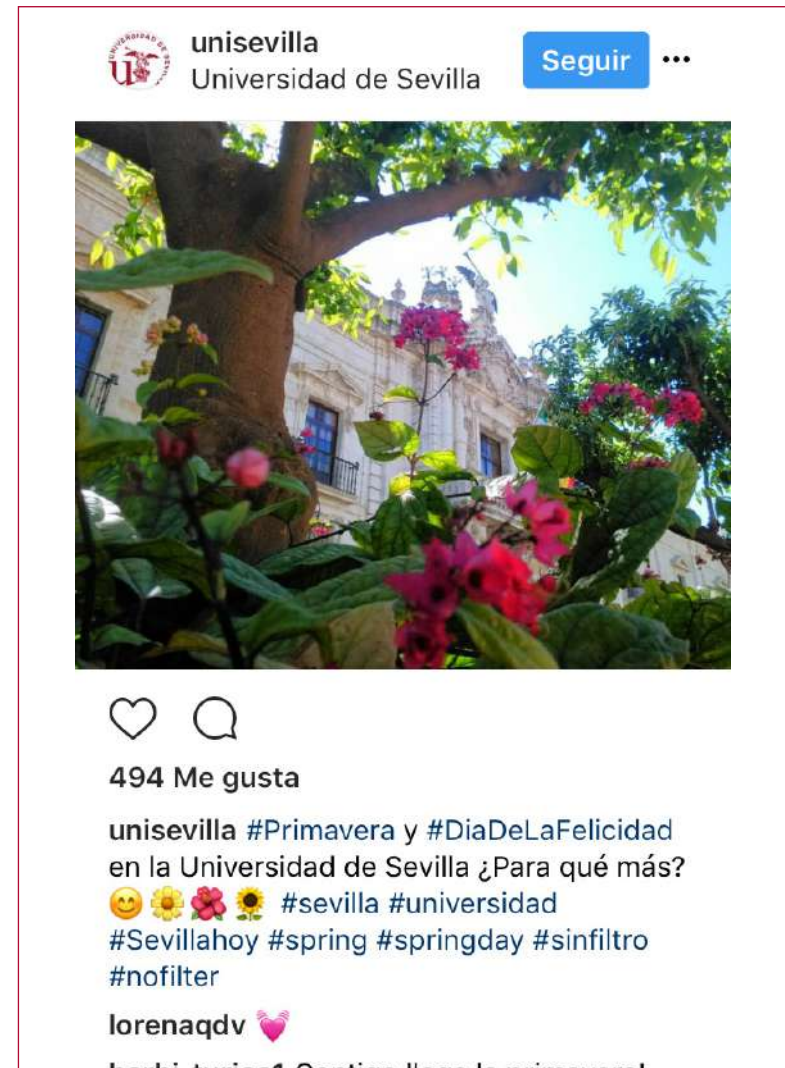 unisevilla
Universidad de Sevilla
Seguir
494 Me gusta
unisevilla #Primavera y #DiaDeLaFelicidad
en la Universidad de Sevilla ¿Para qué más?
😊🌼🌺🌻 #sevilla #universidad
#Sevillahoy #spring #springday #sinfiltro
#nofilter
lorenaqdv 💓